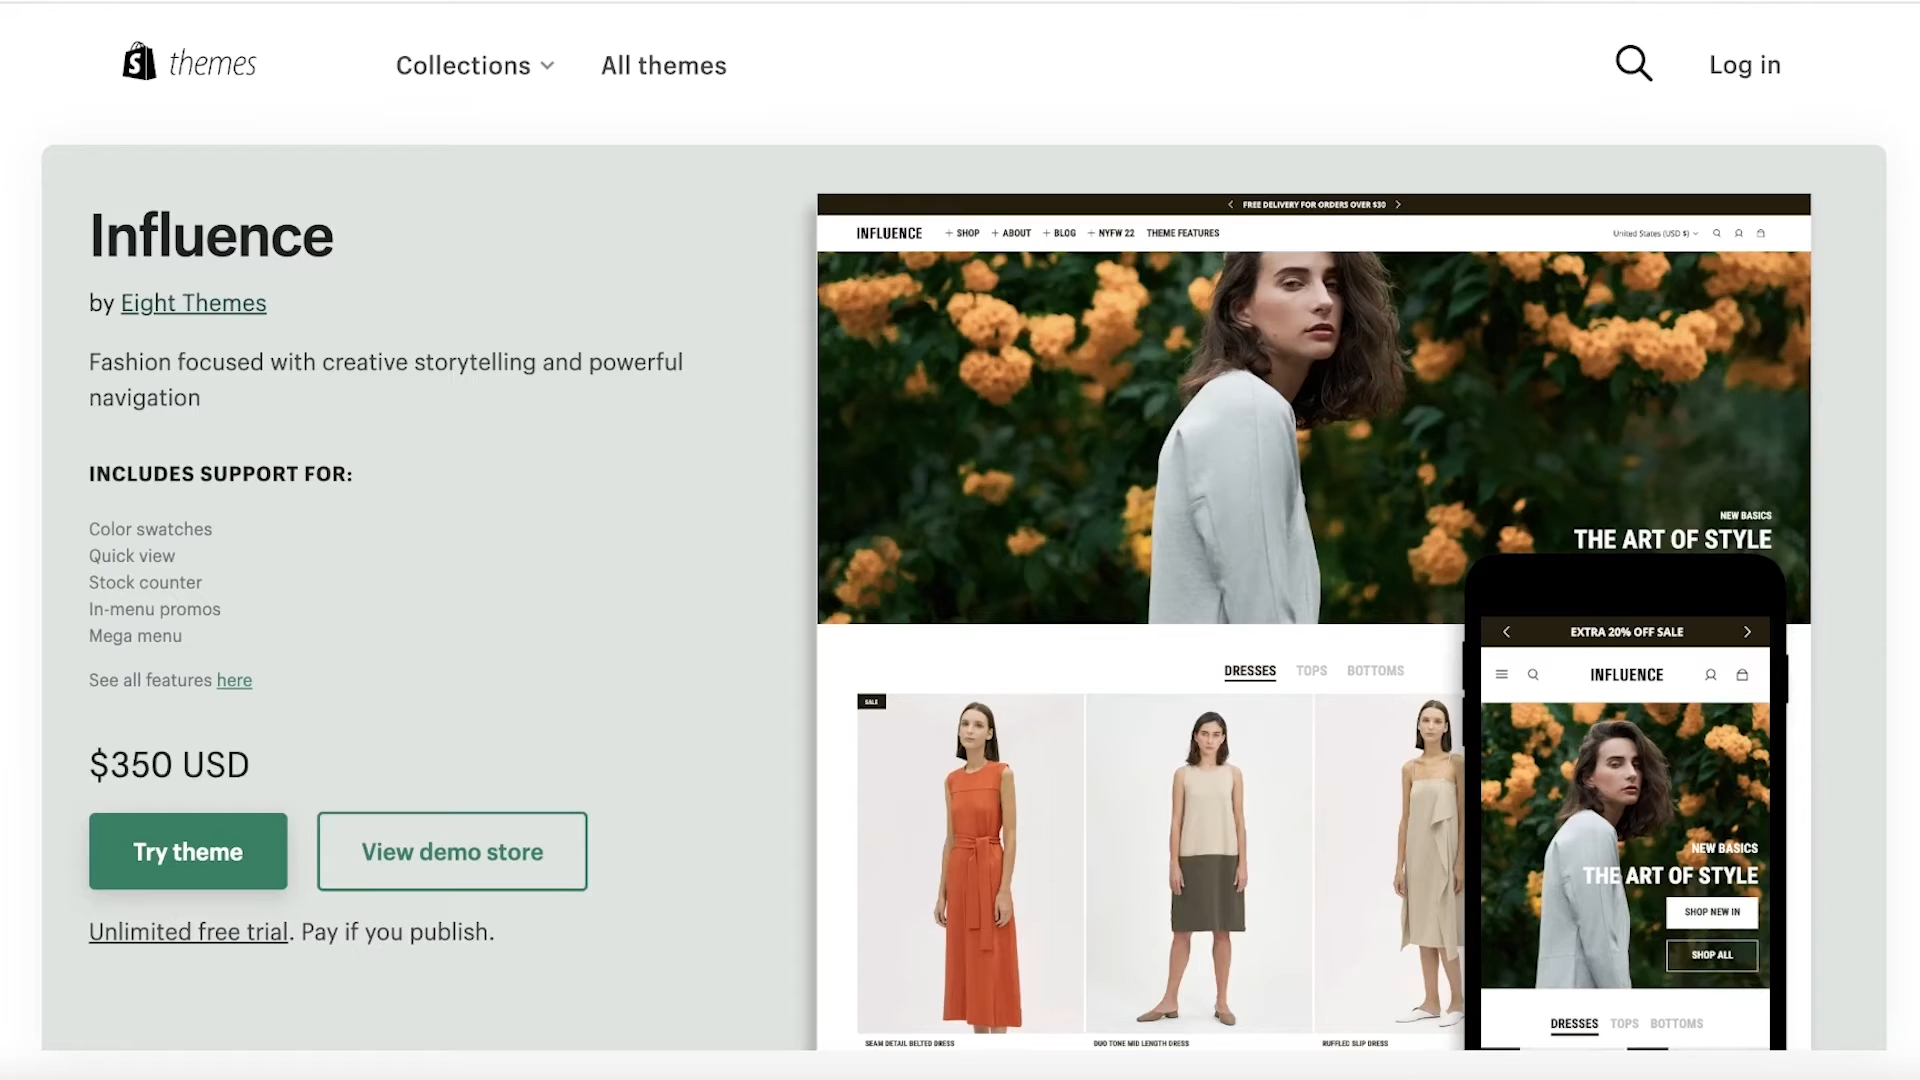 themes
Collections
All themes
Log in
Influence
by Eight Themes
Fashion focused with creative storytelling and powerful
navigation
INCLUDES SUPPORT FOR:
Color swatches
Quick view
Stock counter
In-menu promos
Mega menu
See all features here
$350 USD
Try theme
View demo store
Unlimited free trial. Pay if you publish.
FREE DELIVERY FOR ORDERS OVER $30
INFLUENCE
+ SHOP
+ ABOUT
+ BLOG
+ NYFW 22
THEME FEATURES
United States (USD $)
NEW BASICS
THE ART OF STYLE
DRESSES
TOPS
BOTTOMS
SALE
SEAM DETAIL BELTED DRESS
DUO TONE MID LENGTH DRESS
RUFFLED SLIP DRESS
EXTRA 20% OFF SALE
INFLUENCE
NEW BASICS
THE ART OF STYLE
SHOP NEW IN
SHOP ALL
DRESSES
TOPS
BOTTOMS